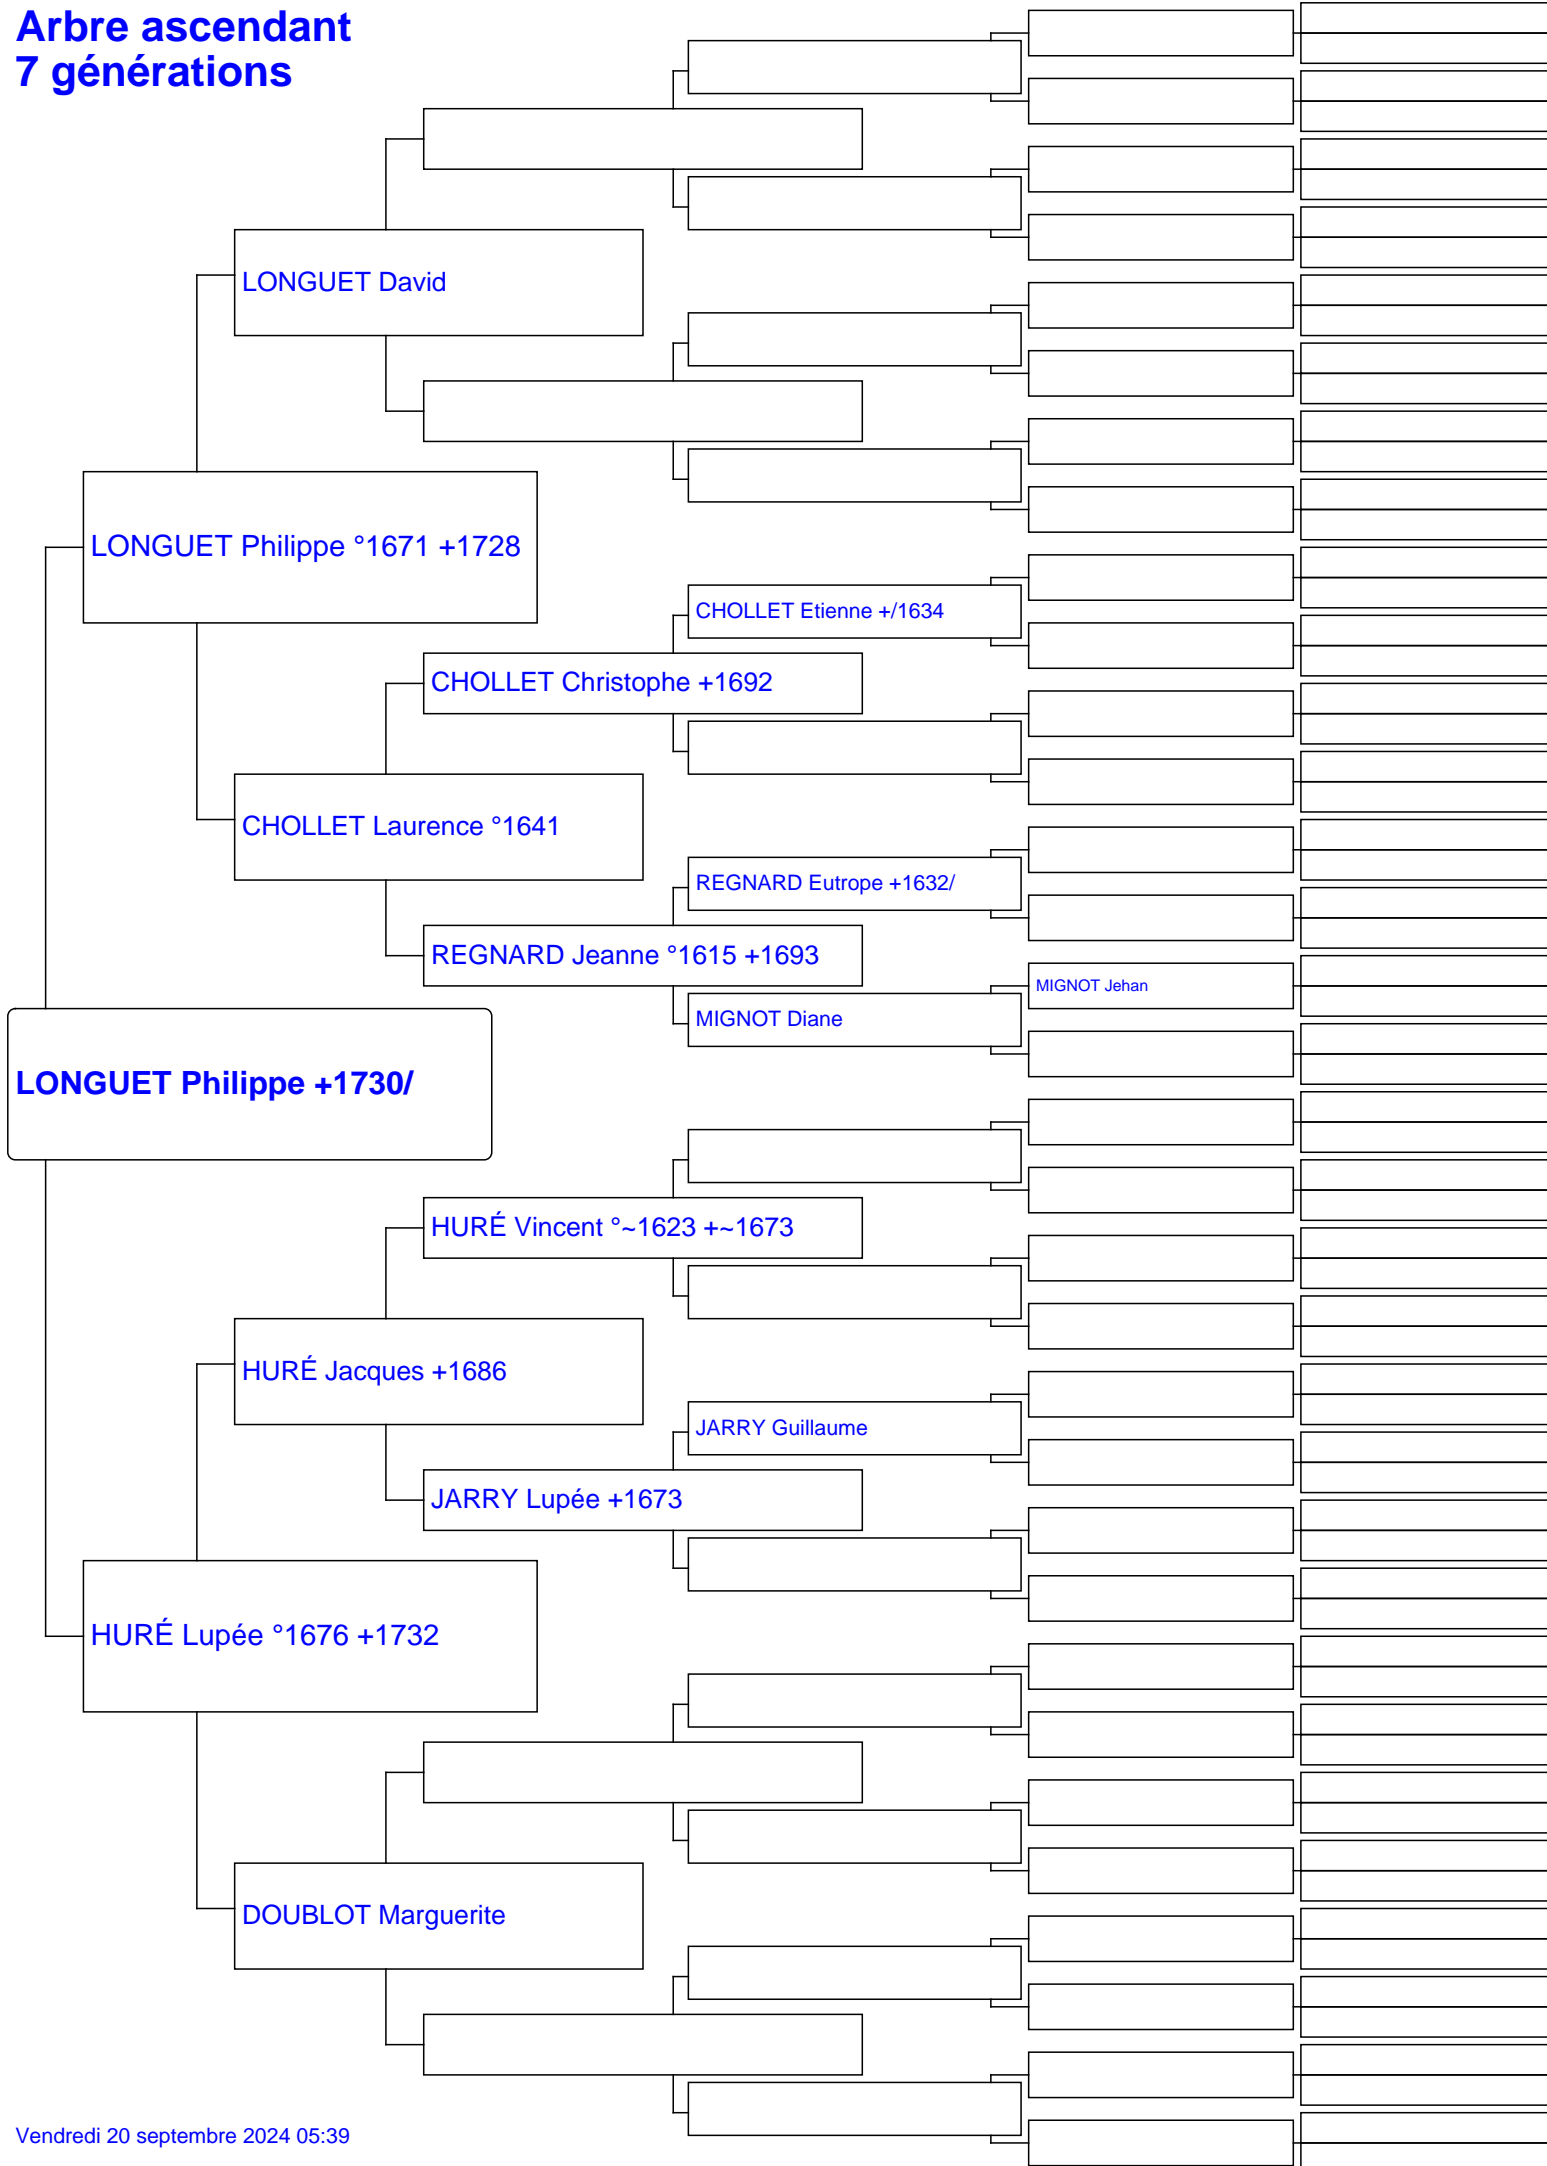 Arbre ascendant
7 générations
LONGUET David
LONGUET Philippe °1671 +1728
CHOLLET Etienne +/1634
CHOLLET Christophe +1692
CHOLLET Laurence °1641
REGNARD Eutrope +1632/
REGNARD Jeanne °1615 +1693
MIGNOT Jehan
MIGNOT Diane
LONGUET Philippe +1730/
HURÉ Vincent °~1623 +~1673
HURÉ Jacques +1686
JARRY Guillaume
JARRY Lupée +1673
HURÉ Lupée °1676 +1732
DOUBLOT Marguerite
Vendredi 20 septembre 2024 05:39